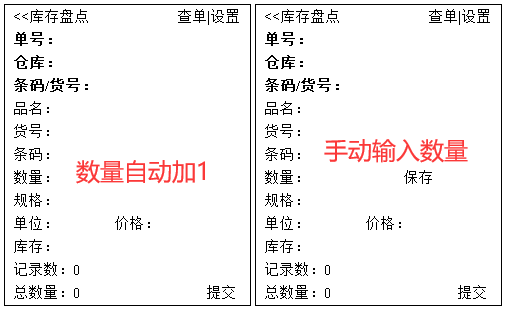 <<库存盘点 查单|设置
单号：
仓库：
条码/货号：
品名：
货号：
条码：
数量：
数量自动加1
规格：
单位： 价格：
库存：
记录数：0
总数量：0 提交
<<库存盘点 查单|设置
单号：
仓库：
条码/货号：
品名：
货号：
条码：
手动输入数量
数量： 保存
规格：
单位： 价格：
库存：
记录数：0
总数量：0 提交